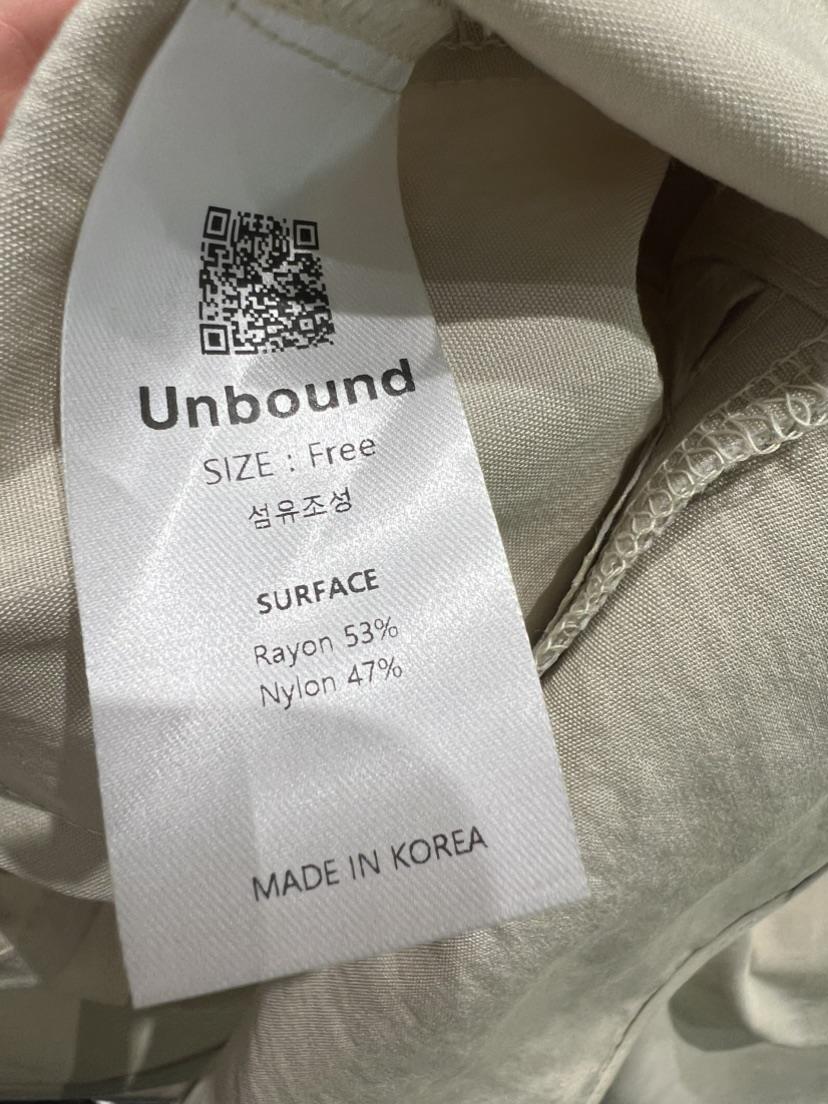 Unbound
SIZE : Free
섬유조성
SURFACE
Rayon 53%
Nylon 47%
MADE IN KOREA